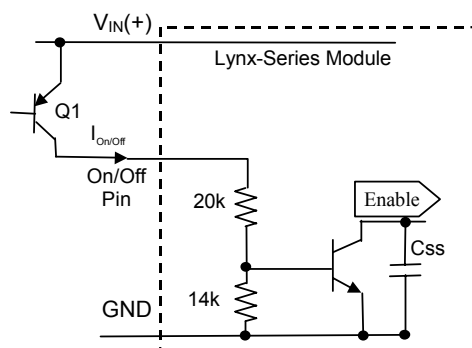 V_IN(+)
Lynx-Series Module
Q1
I_On/Off
On/Off
Pin
20k
Enable
Css
14k
GND